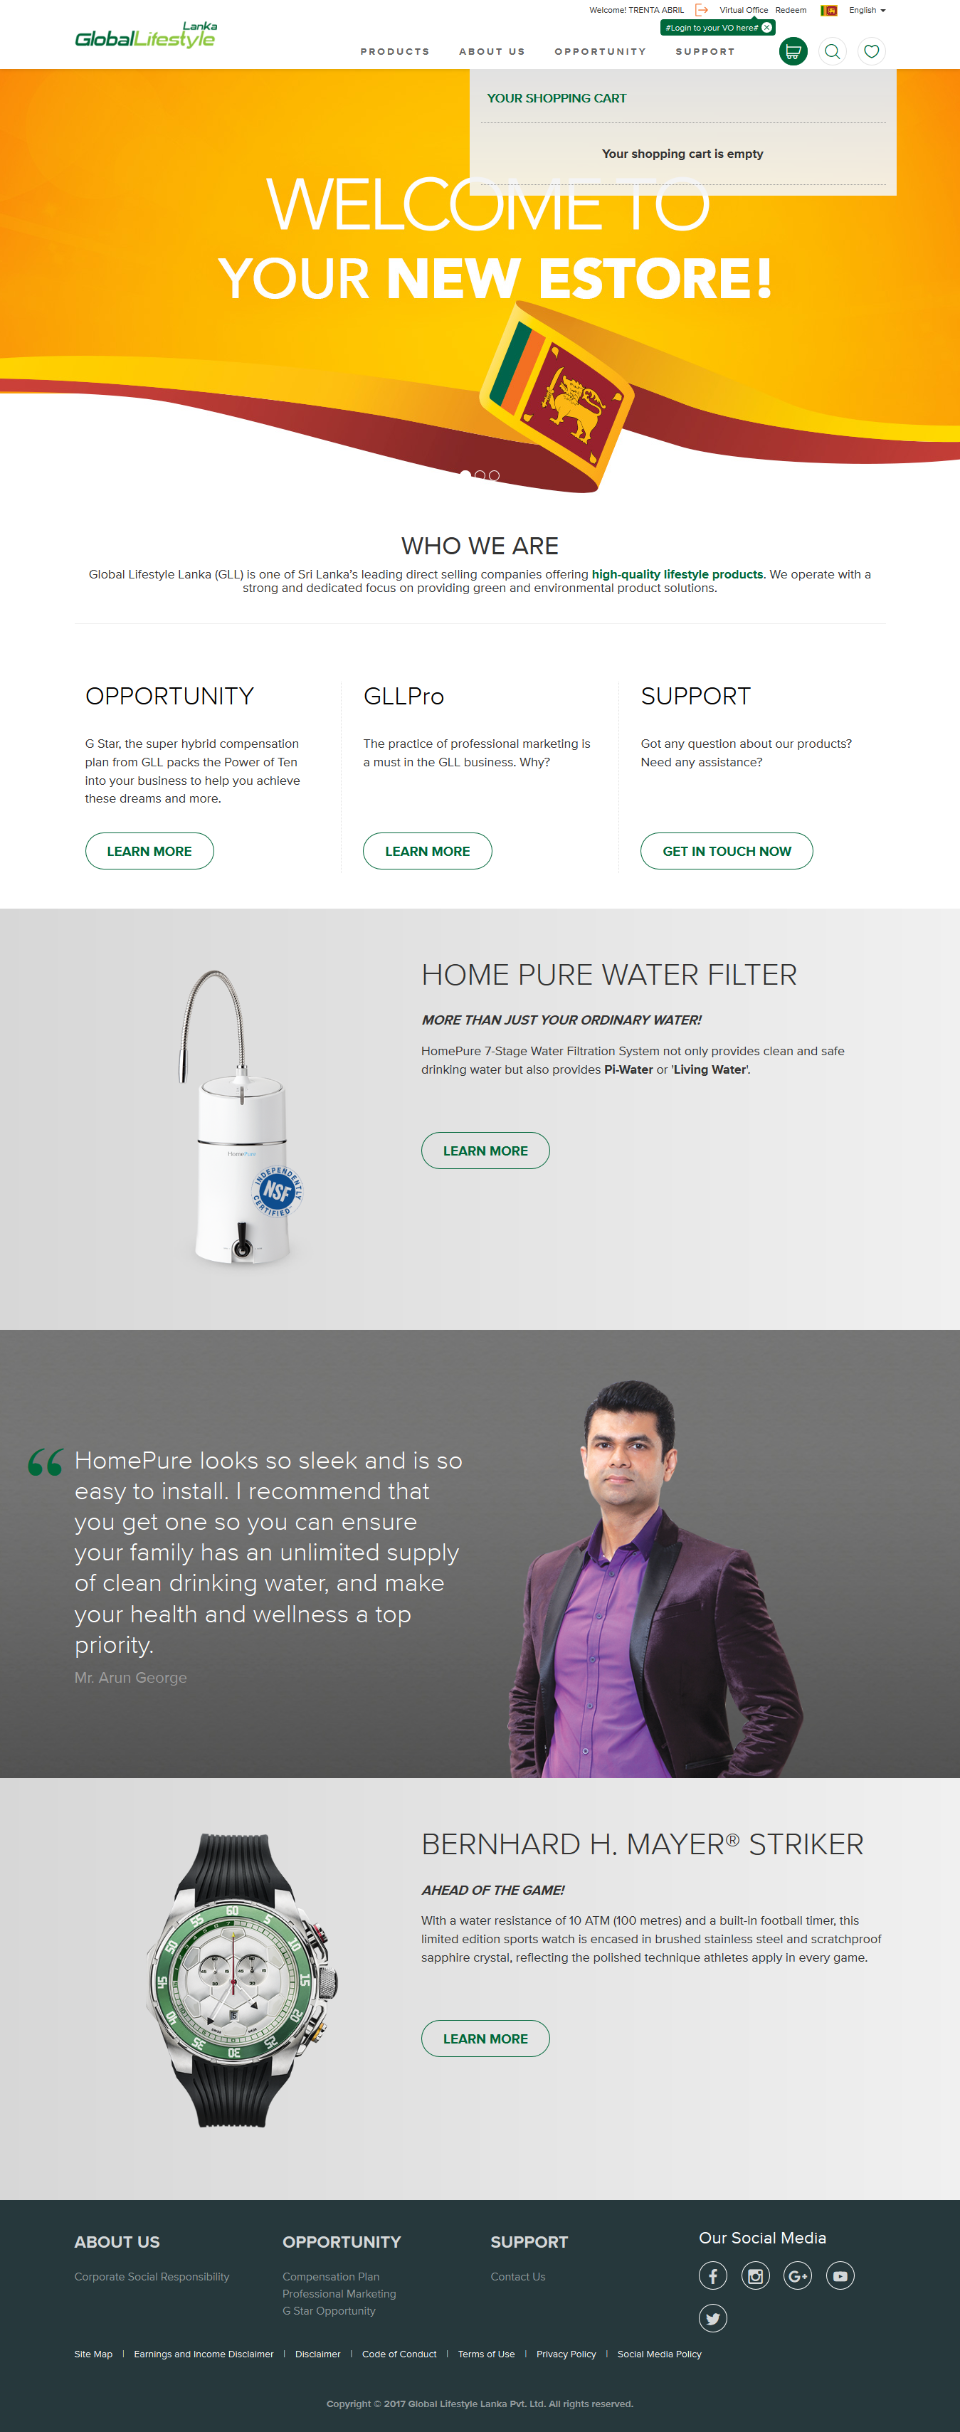 Welcome! TRENTA ABRIL Virtual Office Redeem English
#Login to your VO here#
Lanka
GlobalLifestyle
PRODUCTS ABOUT US OPPORTUNITY SUPPORT
YOUR SHOPPING CART
Your shopping cart is empty
WELCOME TO
YOUR NEW ESTORE!
WHO WE ARE
Global Lifestyle Lanka (GLL) is one of Sri Lanka's leading direct selling companies offering high-quality lifestyle products. We operate with a
strong and dedicated focus on providing green and environmental product solutions.
OPPORTUNITY
G Star, the super hybrid compensation
plan from GLL packs the Power of Ten
into your business to help you achieve
these dreams and more.
LEARN MORE
GLLPro
The practice of professional marketing is
a must in the GLL business. Why?
LEARN MORE
SUPPORT
Got any question about our products?
Need any assistance?
GET IN TOUCH NOW
HomePure
INDEPENDENTLY
NSF
CERTIFIED
HOME PURE WATER FILTER
MORE THAN JUST YOUR ORDINARY WATER!
HomePure 7-Stage Water Filtration System not only provides clean and safe
drinking water but also provides Pi-Water or 'Living Water'.
LEARN MORE
“ HomePure looks so sleek and is so
easy to install. I recommend that
you get one so you can ensure
your family has an unlimited supply
of clean drinking water, and make
your health and wellness a top
priority.
Mr. Arun George
60 5 10 15 20 25 30 35 40 45 50 55
BERNHARD H. MAYER® STRIKER
AHEAD OF THE GAME!
With a water resistance of 10 ATM (100 metres) and a built-in football timer, this
limited edition sports watch is encased in brushed stainless steel and scratchproof
sapphire crystal, reflecting the polished technique athletes apply in every game.
LEARN MORE
ABOUT US
Corporate Social Responsibility
OPPORTUNITY
Compensation Plan
Professional Marketing
G Star Opportunity
SUPPORT
Contact Us
Our Social Media
Site Map | Earnings and Income Disclaimer | Disclaimer | Code of Conduct | Terms of Use | Privacy Policy | Social Media Policy
Copyright © 2017 Global Lifestyle Lanka Pvt. Ltd. All rights reserved.